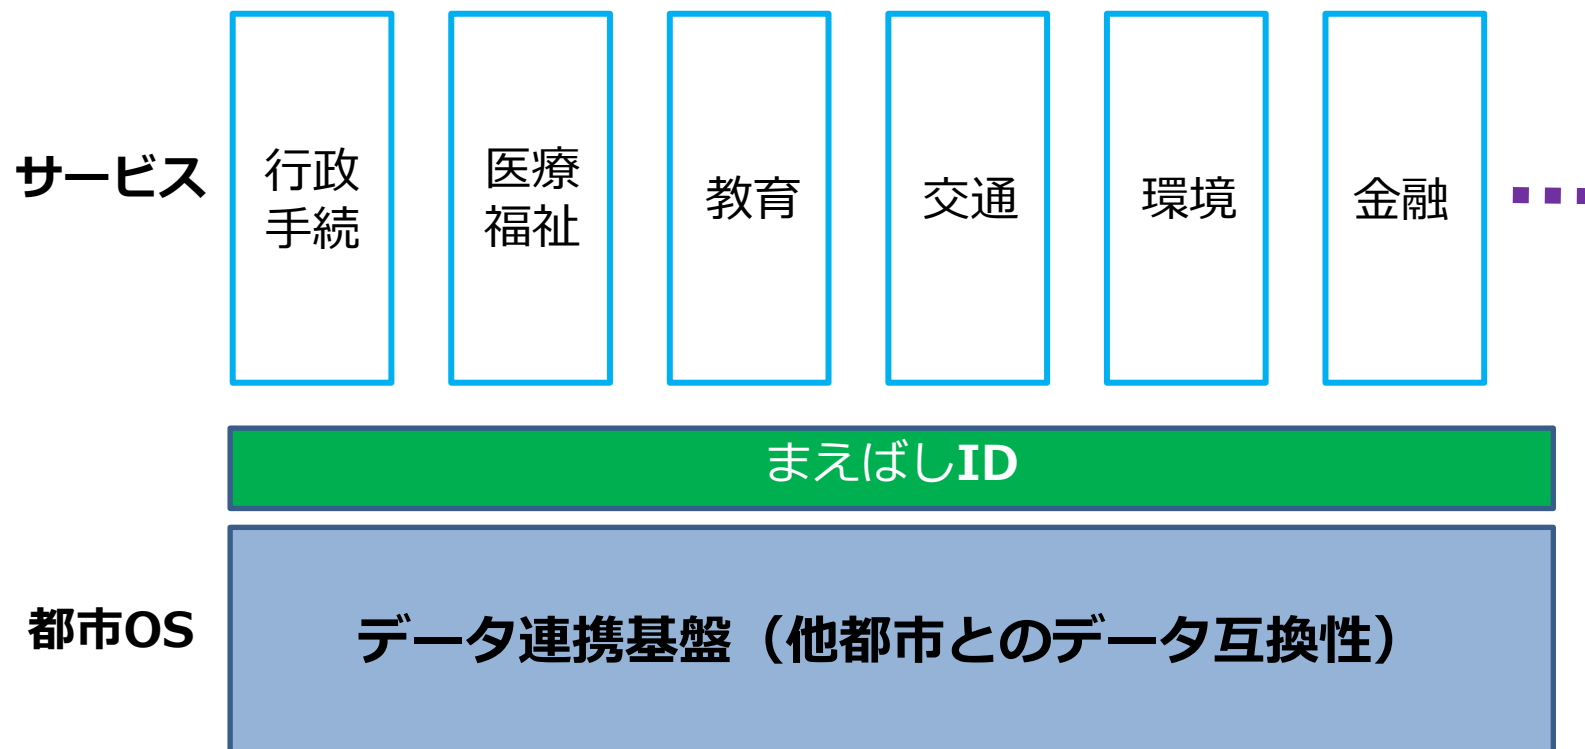 サービス
行政
手続
医療
福祉
教育
交通
環境
金融
まえばしID
都市OS
データ連携基盤（他都市とのデータ互換性）